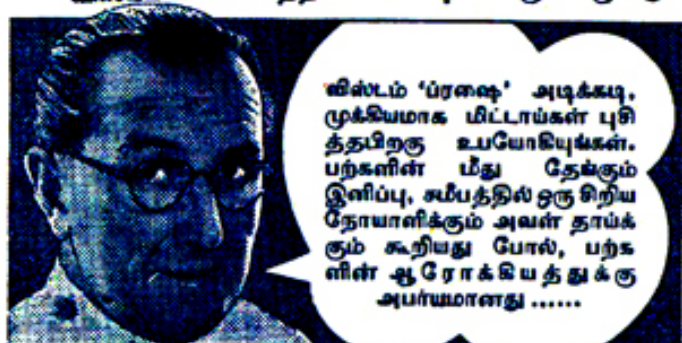 விஸ்டம் ‘ப்ரஷை’ அடிக்கடி,
முக்கியமாக மிட்டாய்கள் புசி
த்தபிறகு உபயோகியுங்கள்.
பற்களின் மீது தேங்கும்
இனிப்பு, சமீபத்தில் ஒரு சிறிய
நோயாளிக்கும் அவள் தாய்க்
கும் கூறியது போல், பற்க
ளின் ஆரோக்கியத்துக்கு
அபர்யமானது ......